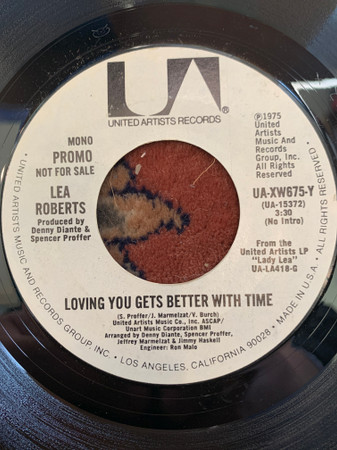 UA®
UNITED ARTISTS RECORDS
MONO
PROMO
NOT FOR SALE
LEA
ROBERTS
Produced by
Denny Diante &
Spencer Proffer
Ⓟ1975
United
Artists
Music And
Records
Group, Inc.
All Rights
Reserved
UA-XW675-Y
(UA-15372)
3:30
(No Intro)
From the
United Artists LP
"Lady Lea"
UA-LA418-G
LOVING YOU GETS BETTER WITH TIME
(S. Proffer/J. Marmelzat/V. Burch)
United Artists Music Co., Inc. ASCAP/
Unart Music Corporation BMI
Arranged by Denny Diante, Spencer Proffer,
Jeffrey Marmelzat & Jimmy Haskell
Engineer: Ron Malo
• UNITED ARTISTS MUSIC AND RECORDS GROUP, INC. • LOS ANGELES, CALIFORNIA 90028 • MADE IN U.S.A. • ALL RIGHTS RESERVED •